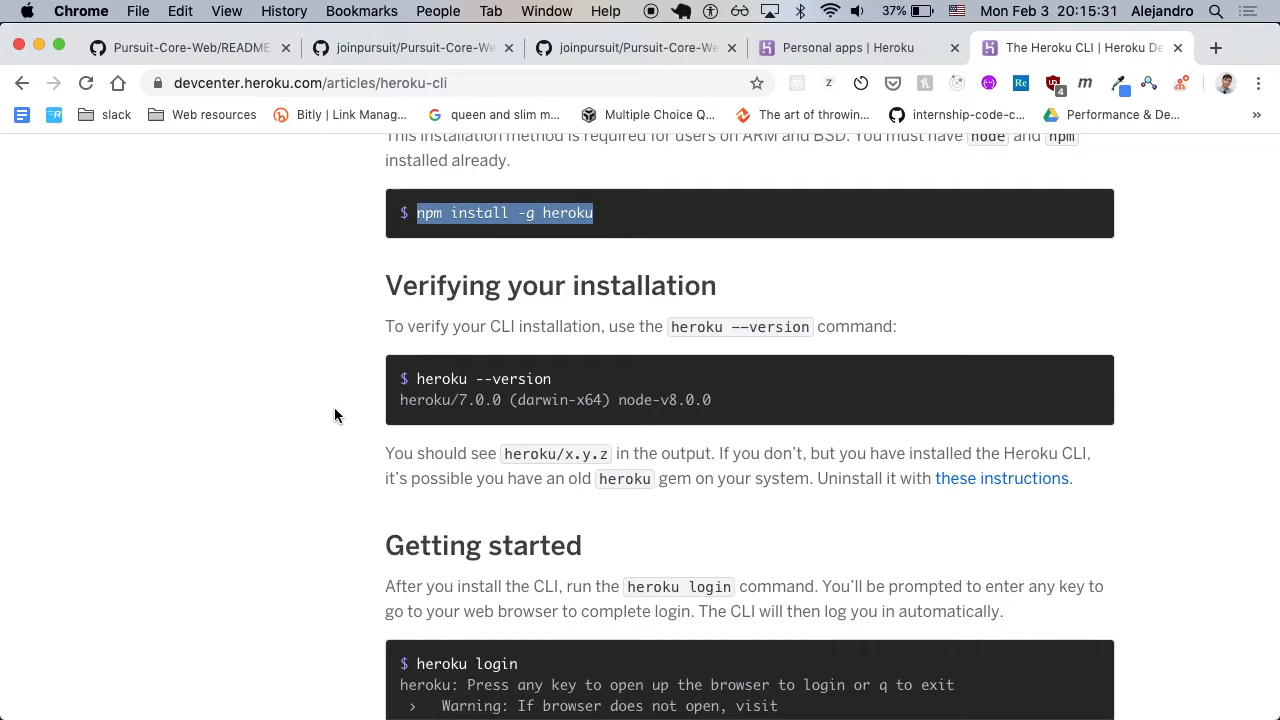 Chrome File Edit View History Bookmarks People Tab Window Help 37% Mon Feb 3 20:15:31 Alejandro
Pursuit-Core-Web/README joinpursuit/Pursuit-Core-We joinpursuit/Pursuit-Core-We Personal apps | Heroku The Heroku CLI | Heroku De
devcenter.heroku.com/articles/heroku-cli z Re 4 m
slack Web resources Bitly | Link Manag... queen and slim m... Multiple Choice Q... The art of throwin... internship-code-c... Performance & De... »
This installation method is required for users on ARM and BSD. You must have node and npm
installed already.
$ npm install -g heroku
Verifying your installation
To verify your CLI installation, use the heroku --version command:
$ heroku --version
heroku/7.0.0 (darwin-x64) node-v8.0.0
You should see heroku/x.y.z in the output. If you don't, but you have installed the Heroku CLI,
it's possible you have an old heroku gem on your system. Uninstall it with these instructions.
Getting started
After you install the CLI, run the heroku login command. You'll be prompted to enter any key to
go to your web browser to complete login. The CLI will then log you in automatically.
$ heroku login
heroku: Press any key to open up the browser to login or q to exit
› Warning: If browser does not open, visit